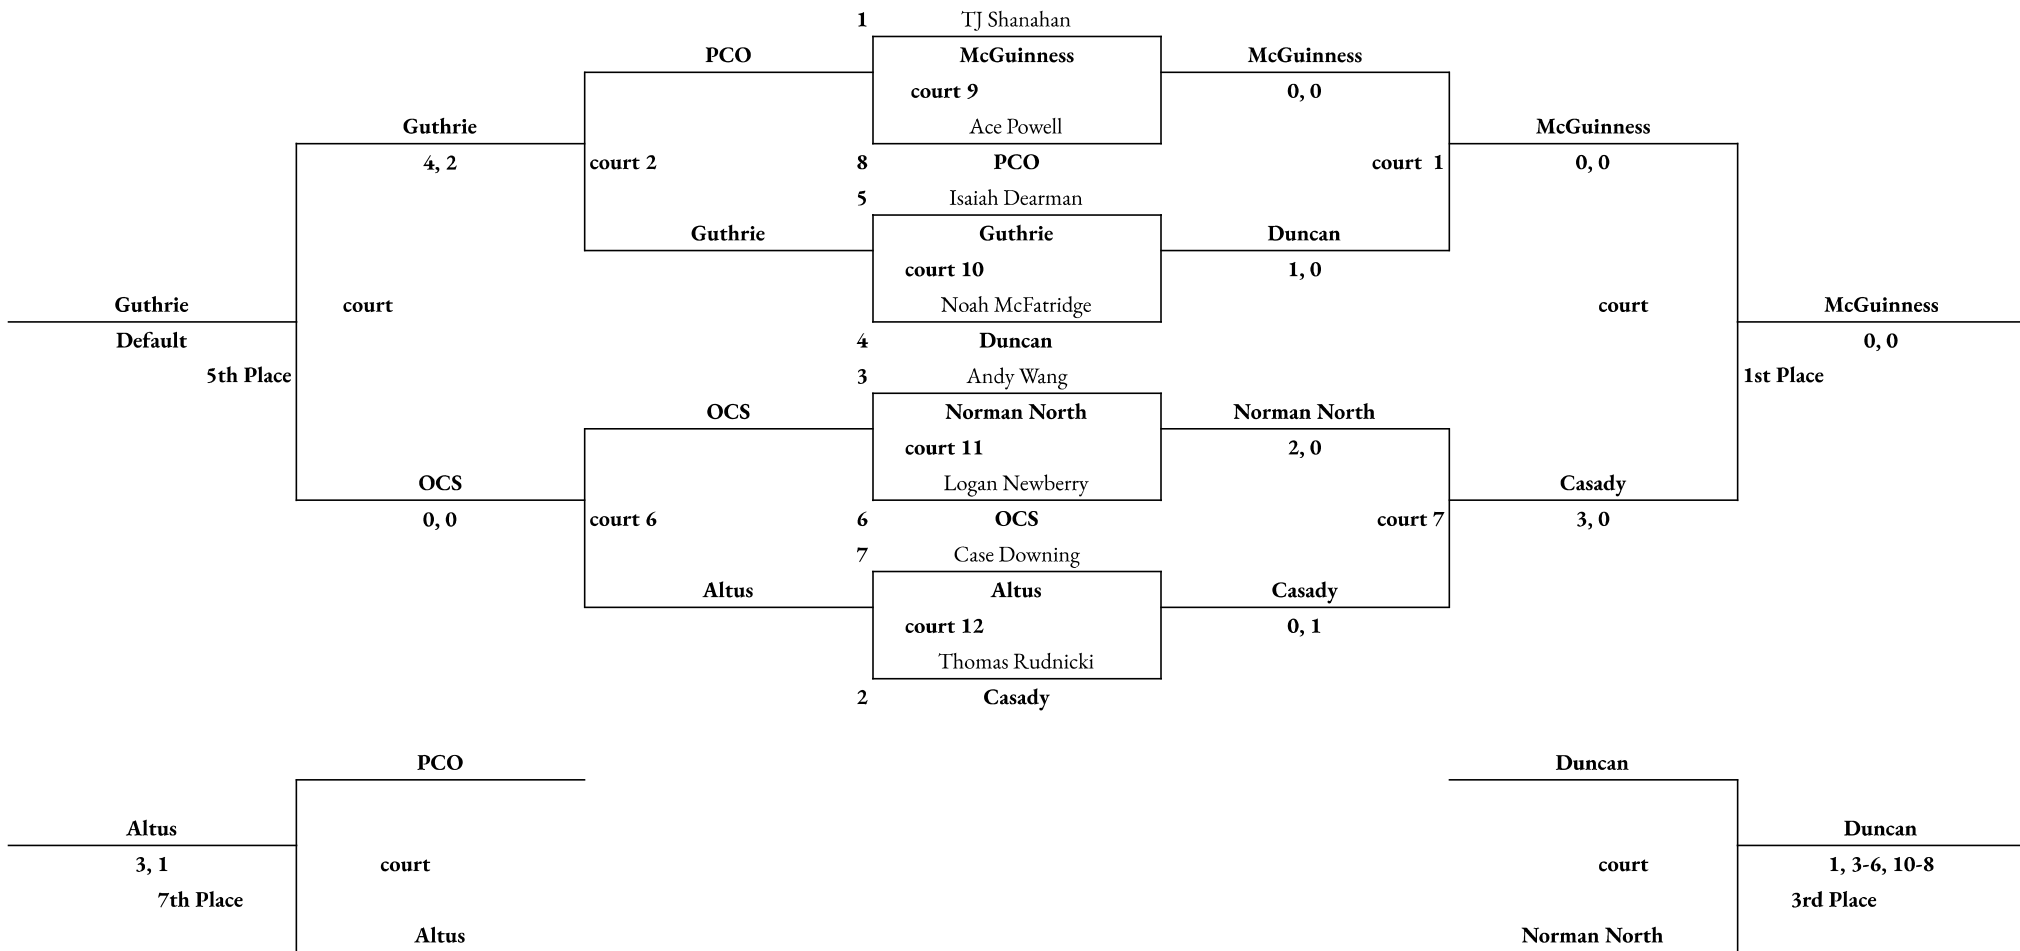 1 TJ Shanahan
PCO McGuinness McGuinness
court 9 0, 0
Guthrie Ace Powell McGuinness
4, 2 court 2 8 PCO court 1 0, 0
5 Isaiah Dearman
Guthrie Guthrie Duncan
court 10 1, 0
Guthrie court Noah McFatridge court McGuinness
Default 4 Duncan 0, 0
5th Place 3 Andy Wang 1st Place
OCS Norman North Norman North
court 11 2, 0
OCS Logan Newberry Casady
0, 0 court 6 6 OCS court 7 3, 0
7 Case Downing
Altus Altus Casady
court 12 0, 1
Thomas Rudnicki
2 Casady
PCO Duncan
Altus Duncan
3, 1 court court 1, 3-6, 10-8
7th Place 3rd Place
Altus Norman North